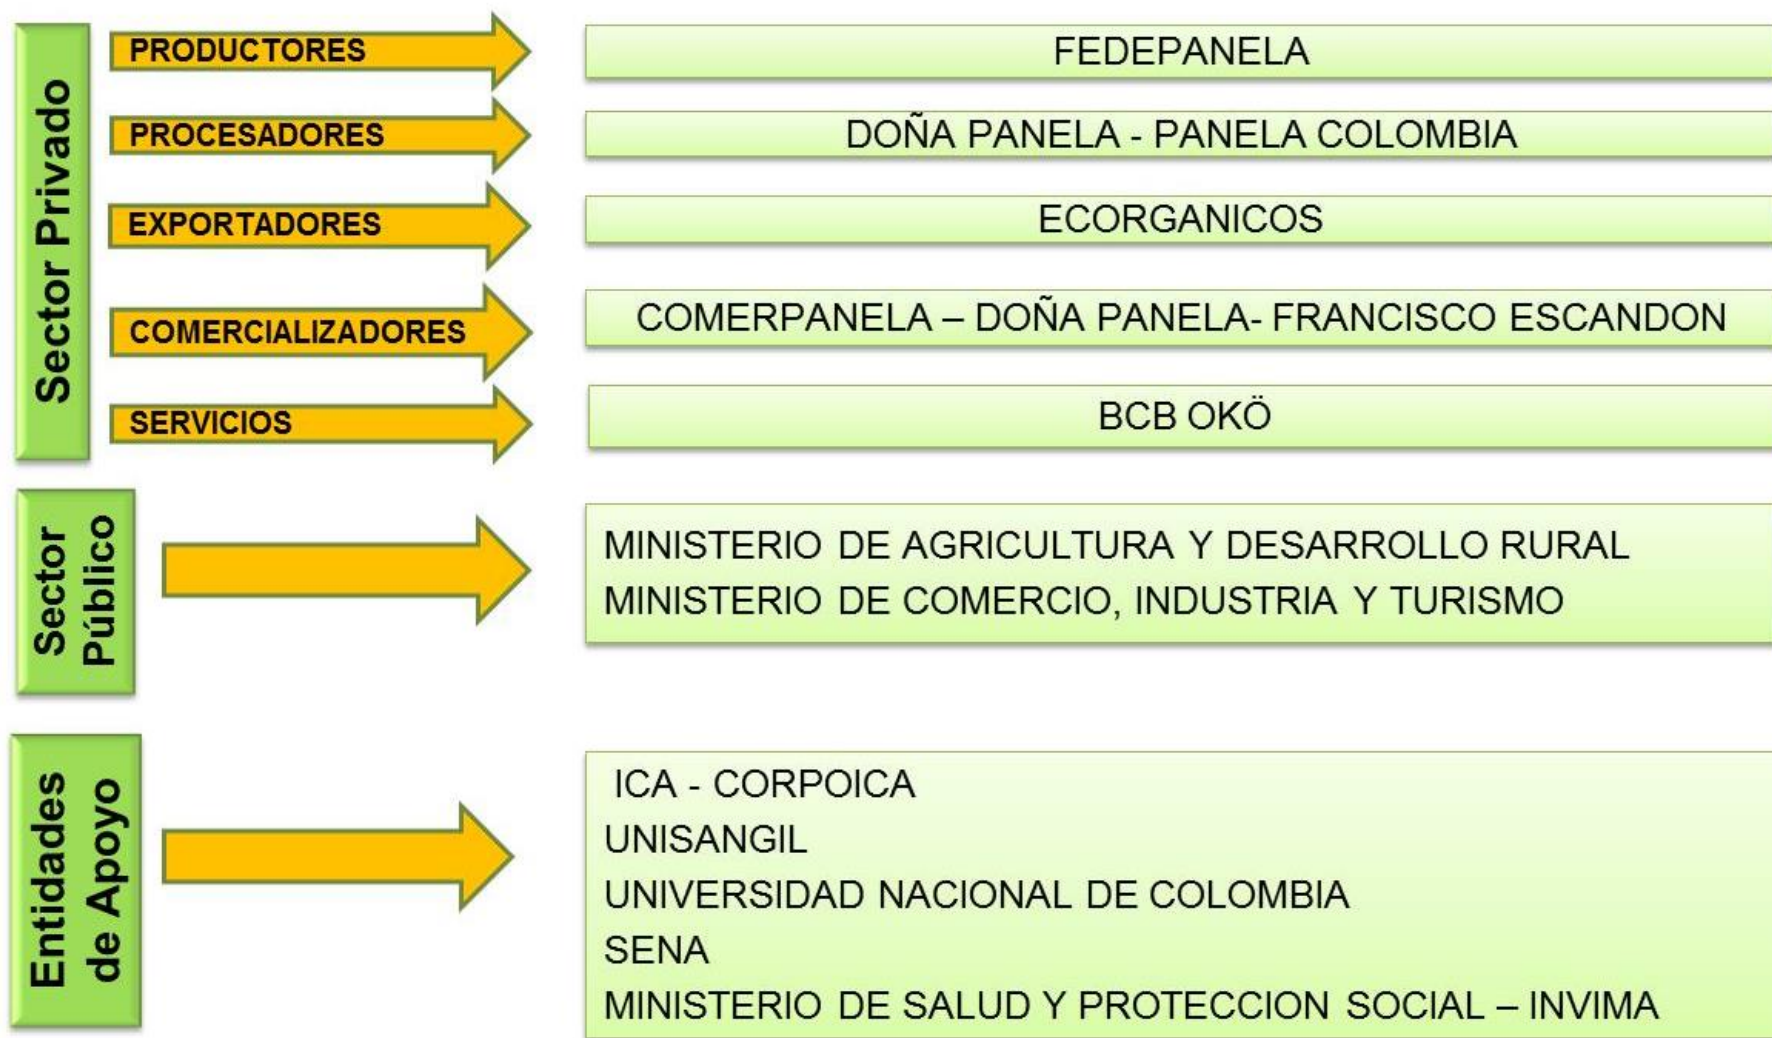 Sector Privado
PRODUCTORES
FEDEPANELA
PROCESADORES
DOÑA PANELA - PANELA COLOMBIA
EXPORTADORES
ECORGANICOS
COMERCIALIZADORES
COMERPANELA – DOÑA PANELA- FRANCISCO ESCANDON
SERVICIOS
BCB OKÖ
Sector
Público
MINISTERIO DE AGRICULTURA Y DESARROLLO RURAL
MINISTERIO DE COMERCIO, INDUSTRIA Y TURISMO
Entidades
de Apoyo
ICA - CORPOICA
UNISANGIL
UNIVERSIDAD NACIONAL DE COLOMBIA
SENA
MINISTERIO DE SALUD Y PROTECCION SOCIAL – INVIMA